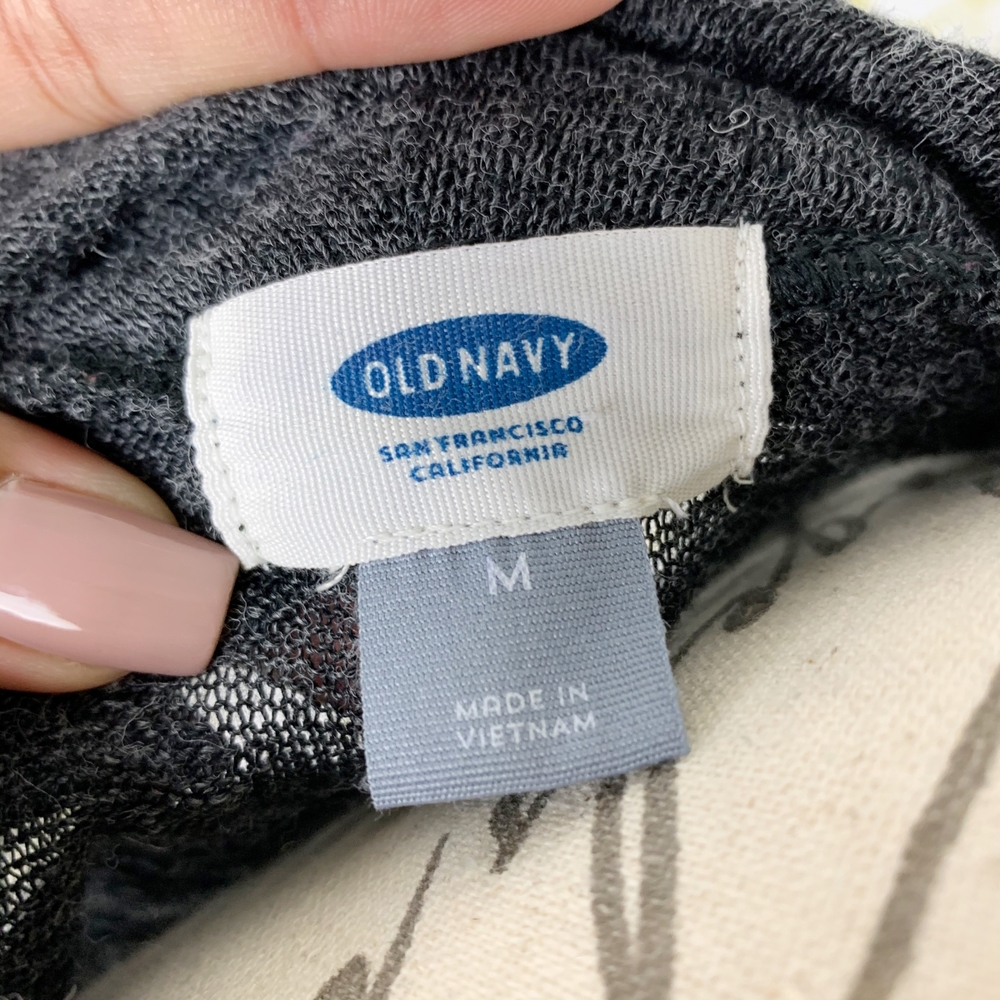 OLD NAVY
SAN FRANCISCO
CALIFORNIA
M
MADE IN
VIETNAM